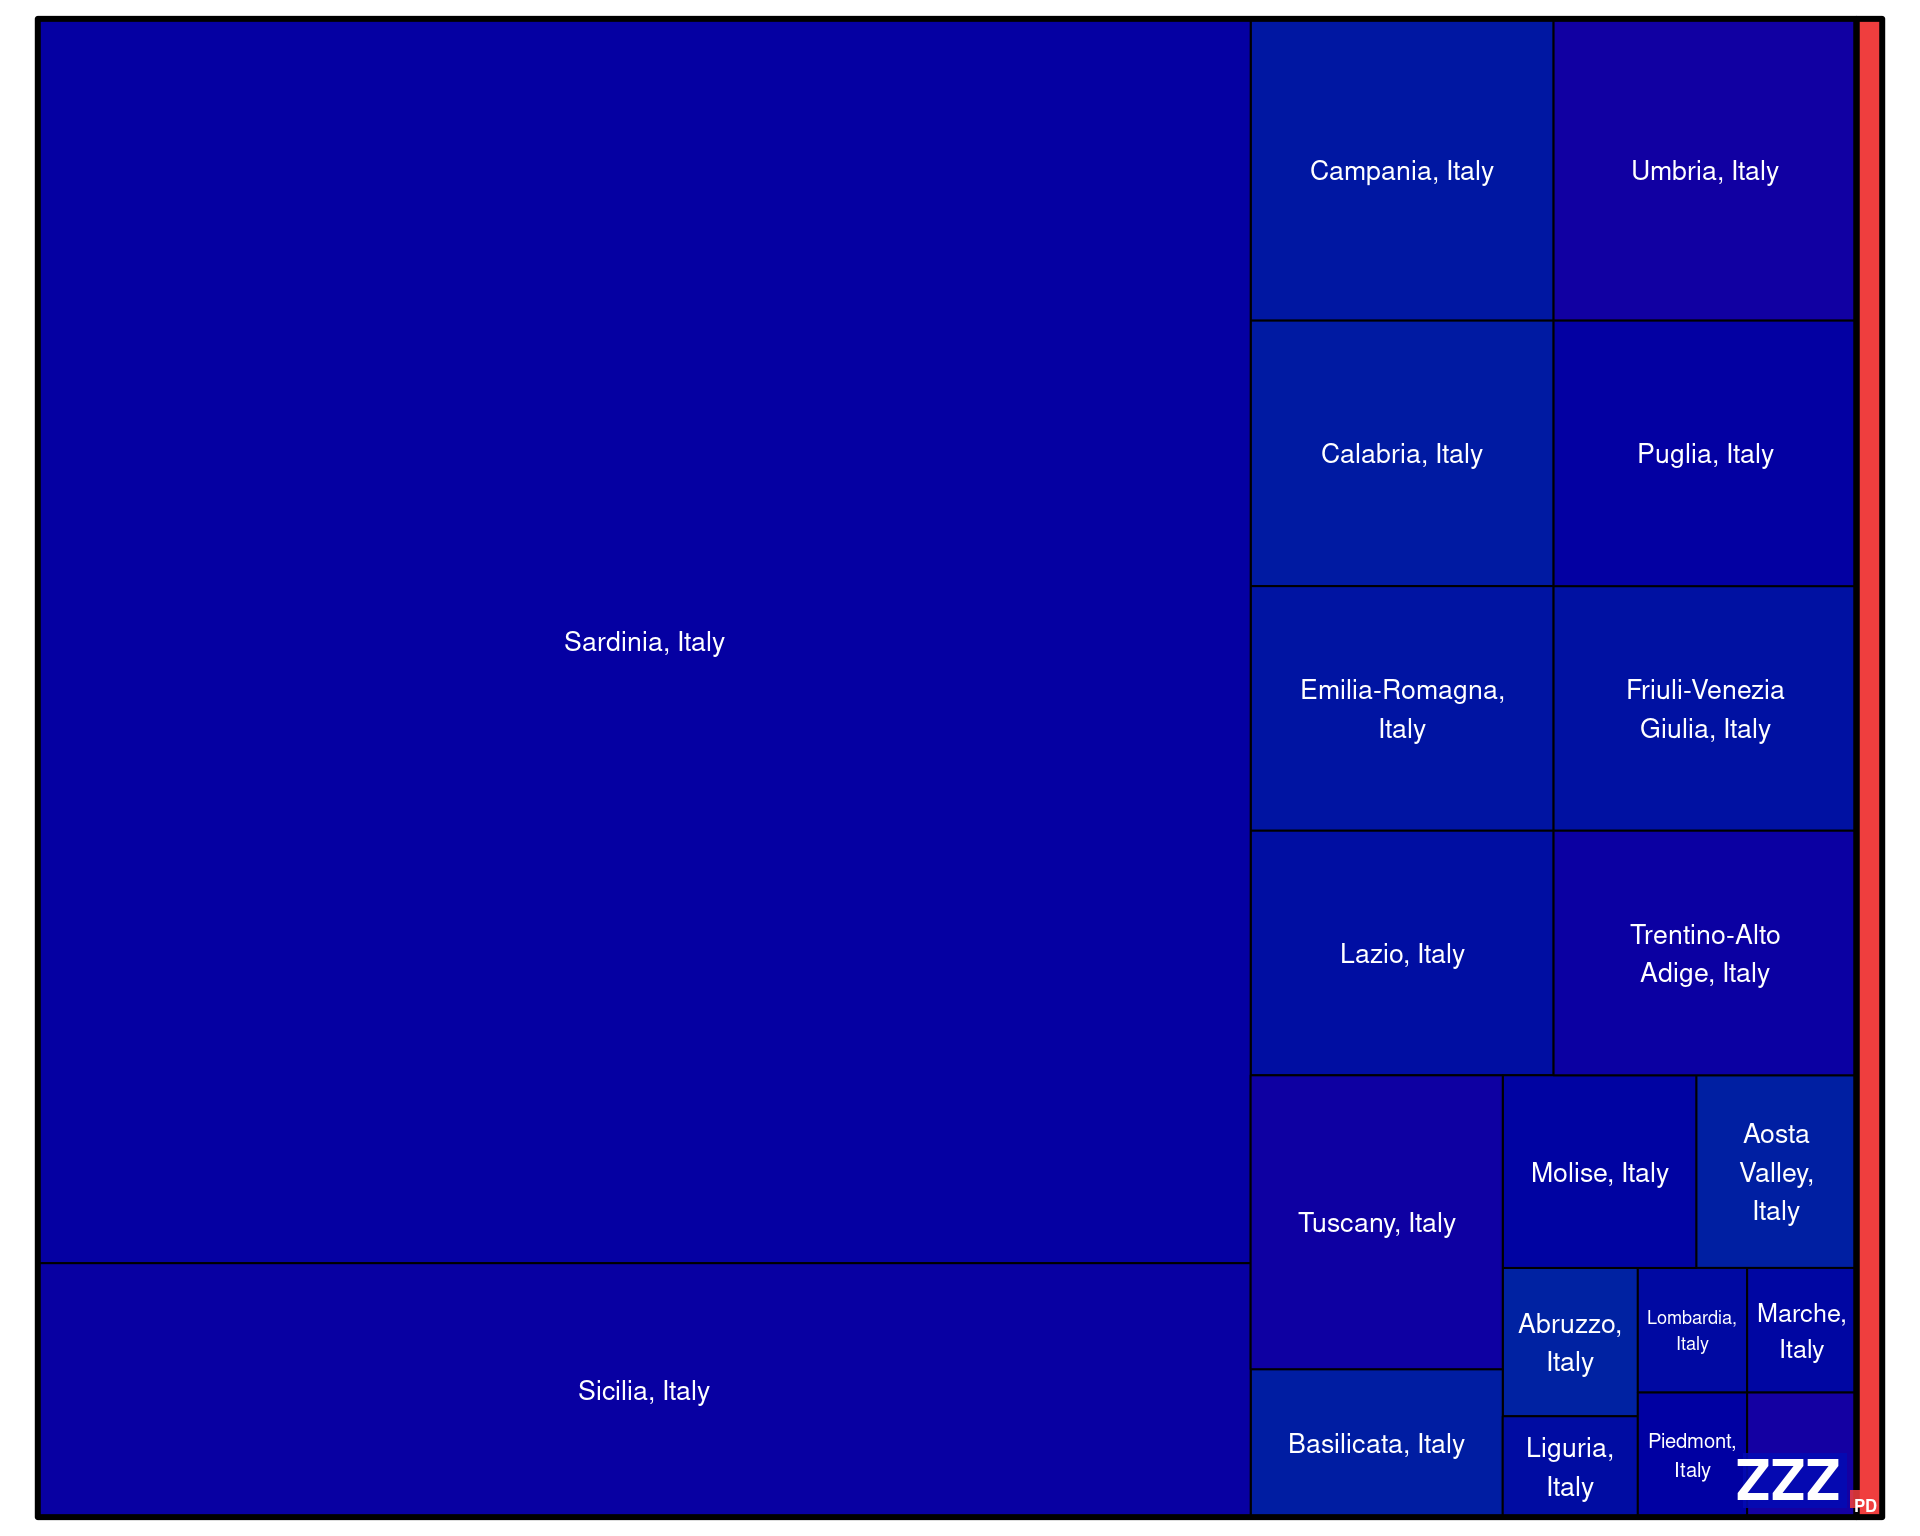 Sardinia, Italy
Sicilia, Italy
Campania, Italy
Umbria, Italy
Calabria, Italy
Puglia, Italy
Emilia-Romagna,
Italy
Friuli-Venezia
Giulia, Italy
Lazio, Italy
Trentino-Alto
Adige, Italy
Tuscany, Italy
Molise, Italy
Aosta
Valley,
Italy
Basilicata, Italy
Abruzzo,
Italy
Liguria,
Italy
Lombardia,
Italy
Marche,
Italy
Piedmont,
Italy
ZZZ
PD